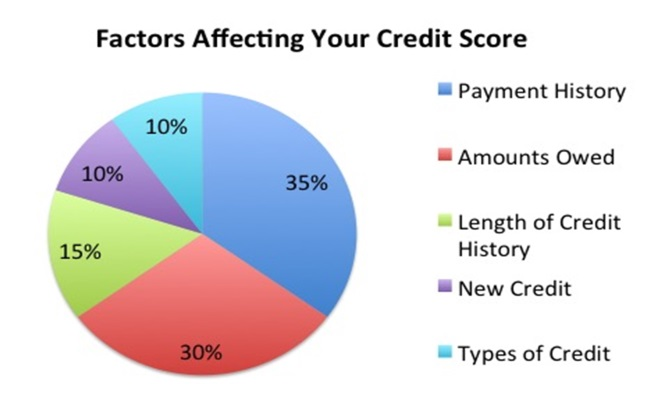 Factors Affecting Your Credit Score
10%
35%
10%
15%
30%
Payment History
Amounts Owed
Length of Credit
History
New Credit
Types of Credit